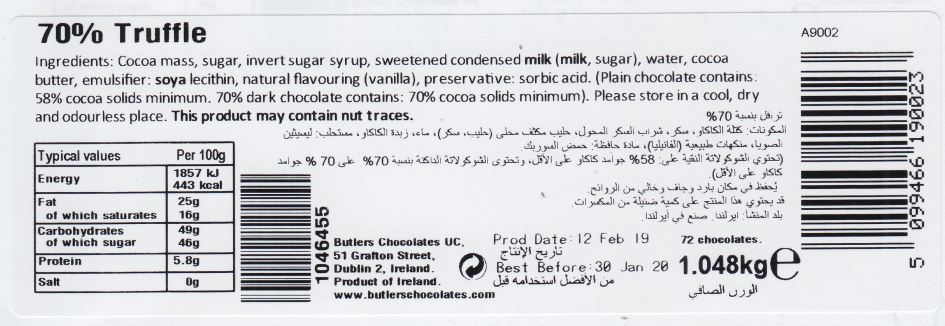 70% Truffle
A9002
Ingredients: Cocoa mass, sugar, invert sugar syrup, sweetened condensed milk (milk, sugar), water, cocoa
butter, emulsifier: soya lecithin, natural flavouring (vanilla), preservative: sorbic acid. (Plain chocolate contains:
58% cocoa solids minimum. 70% dark chocolate contains: 70% cocoa solids minimum). Please store in a cool, dry
and odourless place. This product may contain nut traces.
ترافل بنسبة 70%
المكونات: كتلة الكاكاو، سكر، شراب السكر المحول، حليب مكثف محلى (حليب، سكر)، ماء، زبدة الكاكاو، مستحلب: ليسيثين
الصويا، منكهات طبيعية (الفانيليا)، مادة حافظة: حمض السوربك.
(تحتوي الشوكولاتة النقية على: 58% جوامد كاكاو على الأقل، وتحتوى الشوكولاتة الداكنة بنسبة 70% على 70 % جوامد
كاكاو على الأقل).
يُحفظ في مكان بارد وجاف وخالي من الروائح.
قد يحتوي هذا المنتج على كمية ضئيلة من المكسرات.
بلد المنشأ: ايرلندا. صنع في أيرلندا.
Typical values Per 100g
Energy 1857 kJ
443 kcal
Fat 25g
of which saturates 16g
Carbohydrates 49g
of which sugar 46g
Protein 5.8g
Salt 0g
1046455
Butlers Chocolates UC,
51 Grafton Street,
Dublin 2, Ireland.
Product of Ireland.
www.butlerschocolates.com
Prod Date: 12 Feb 19
تاريخ الإنتاج
Best Before: 30 Jan 20
من الافضل استخدامه قبل
72 chocolates.
1.048kg℮
الوزن الصافي
5 099466 190023